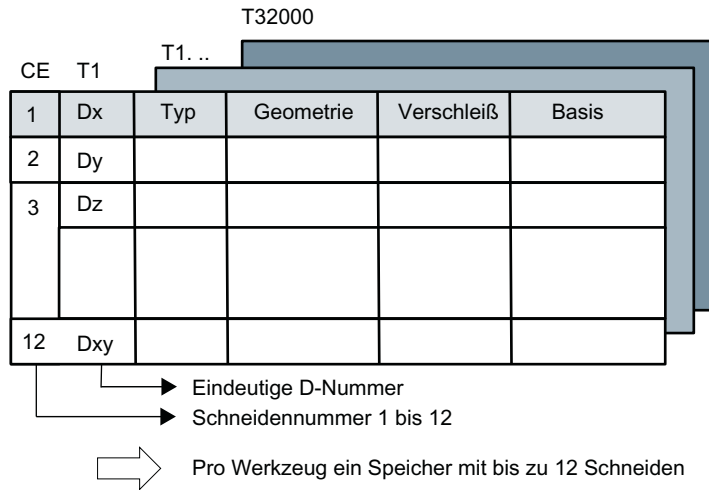 T32000
T1. ..
CE T1
1 Dx Typ Geometrie Verschleiß Basis
2 Dy
3 Dz
12 Dxy
Eindeutige D-Nummer
Schneidennummer 1 bis 12
Pro Werkzeug ein Speicher mit bis zu 12 Schneiden